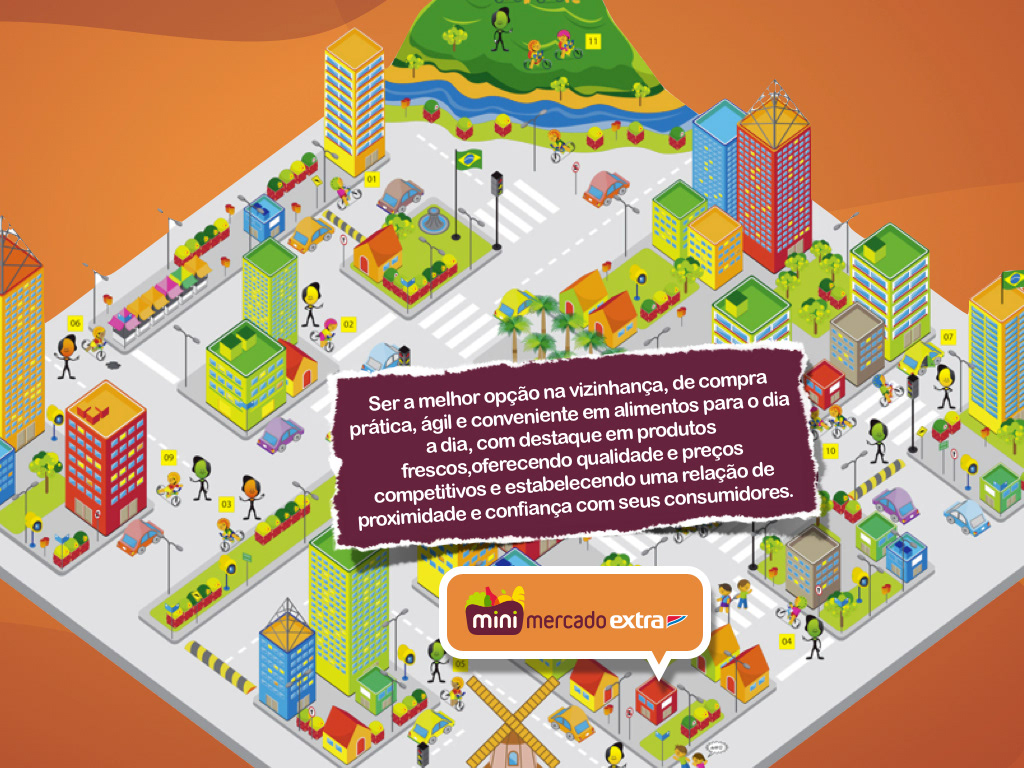 11
01
06
02
07
Ser a melhor opção na vizinhança, de compra
prática, ágil e conveniente em alimentos para o dia
a dia, com destaque em produtos
frescos,oferecendo qualidade e preços
competitivos e estabelecendo uma relação de
proximidade e confiança com seus consumidores.
10
09
03
mini mercado extra
04
05